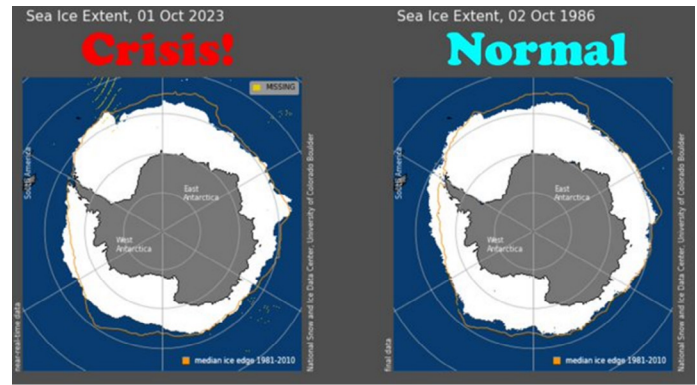 Sea Ice Extent, 01 Oct 2023
Crisis!
MISSING
South America
East
Antarctica
West
Antarctica
near-real-time data
median ice edge 1981-2010
National Snow and Ice Data Center, University of Colorado Boulder
Sea Ice Extent, 02 Oct 1986
Normal
South America
East
Antarctica
West
Antarctica
final data
median ice edge 1981-2010
National Snow and Ice Data Center, University of Colorado Boulder